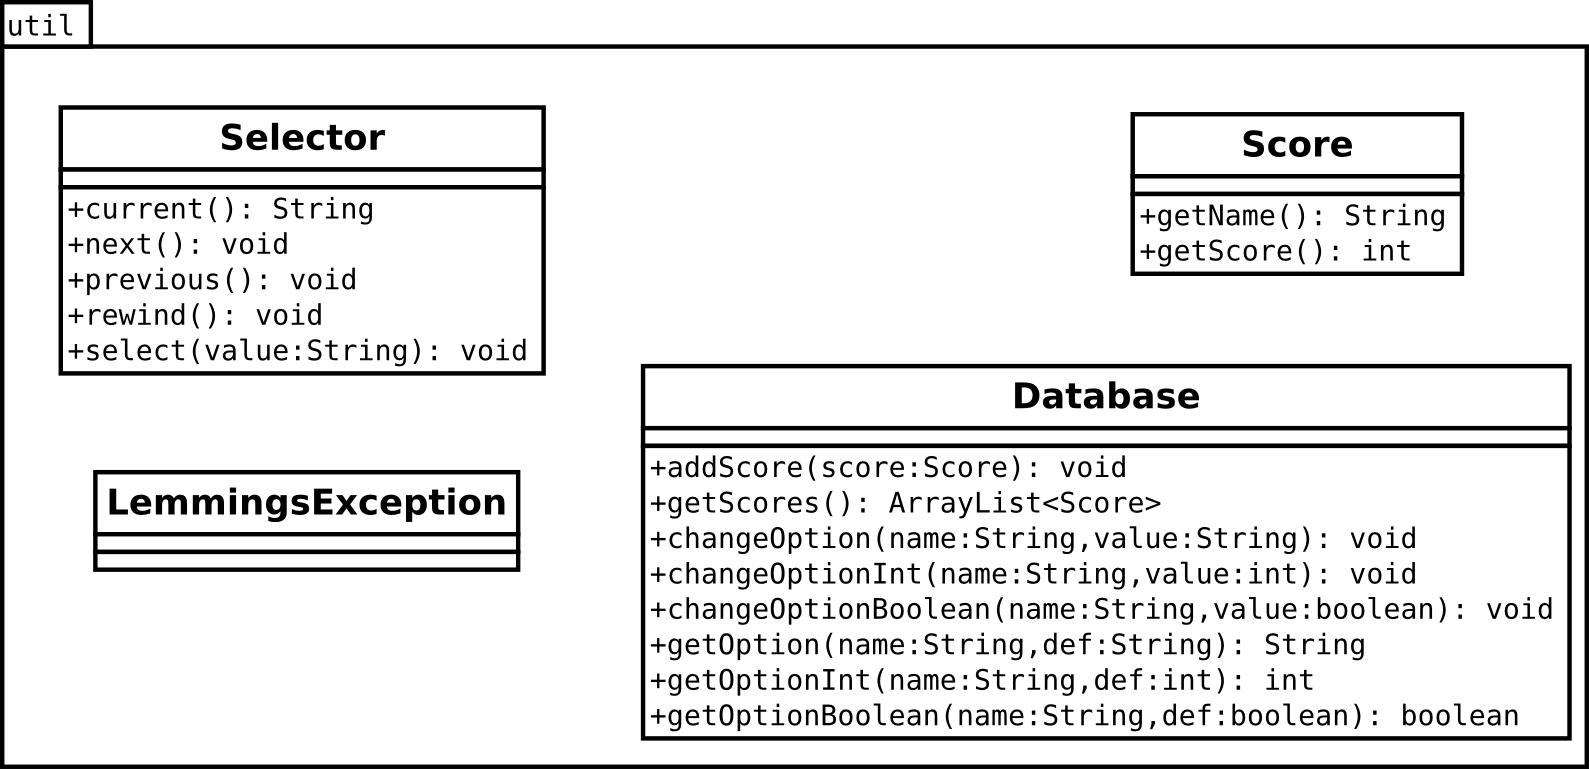 util
Selector
+current(): String
+next(): void
+previous(): void
+rewind(): void
+select(value:String): void
Score
+getName(): String
+getScore(): int
LemmingsException
Database
+addScore(score:Score): void
+getScores(): ArrayList<Score>
+changeOption(name:String,value:String): void
+changeOptionInt(name:String,value:int): void
+changeOptionBoolean(name:String,value:boolean): void
+getOption(name:String,def:String): String
+getOptionInt(name:String,def:int): int
+getOptionBoolean(name:String,def:boolean): boolean